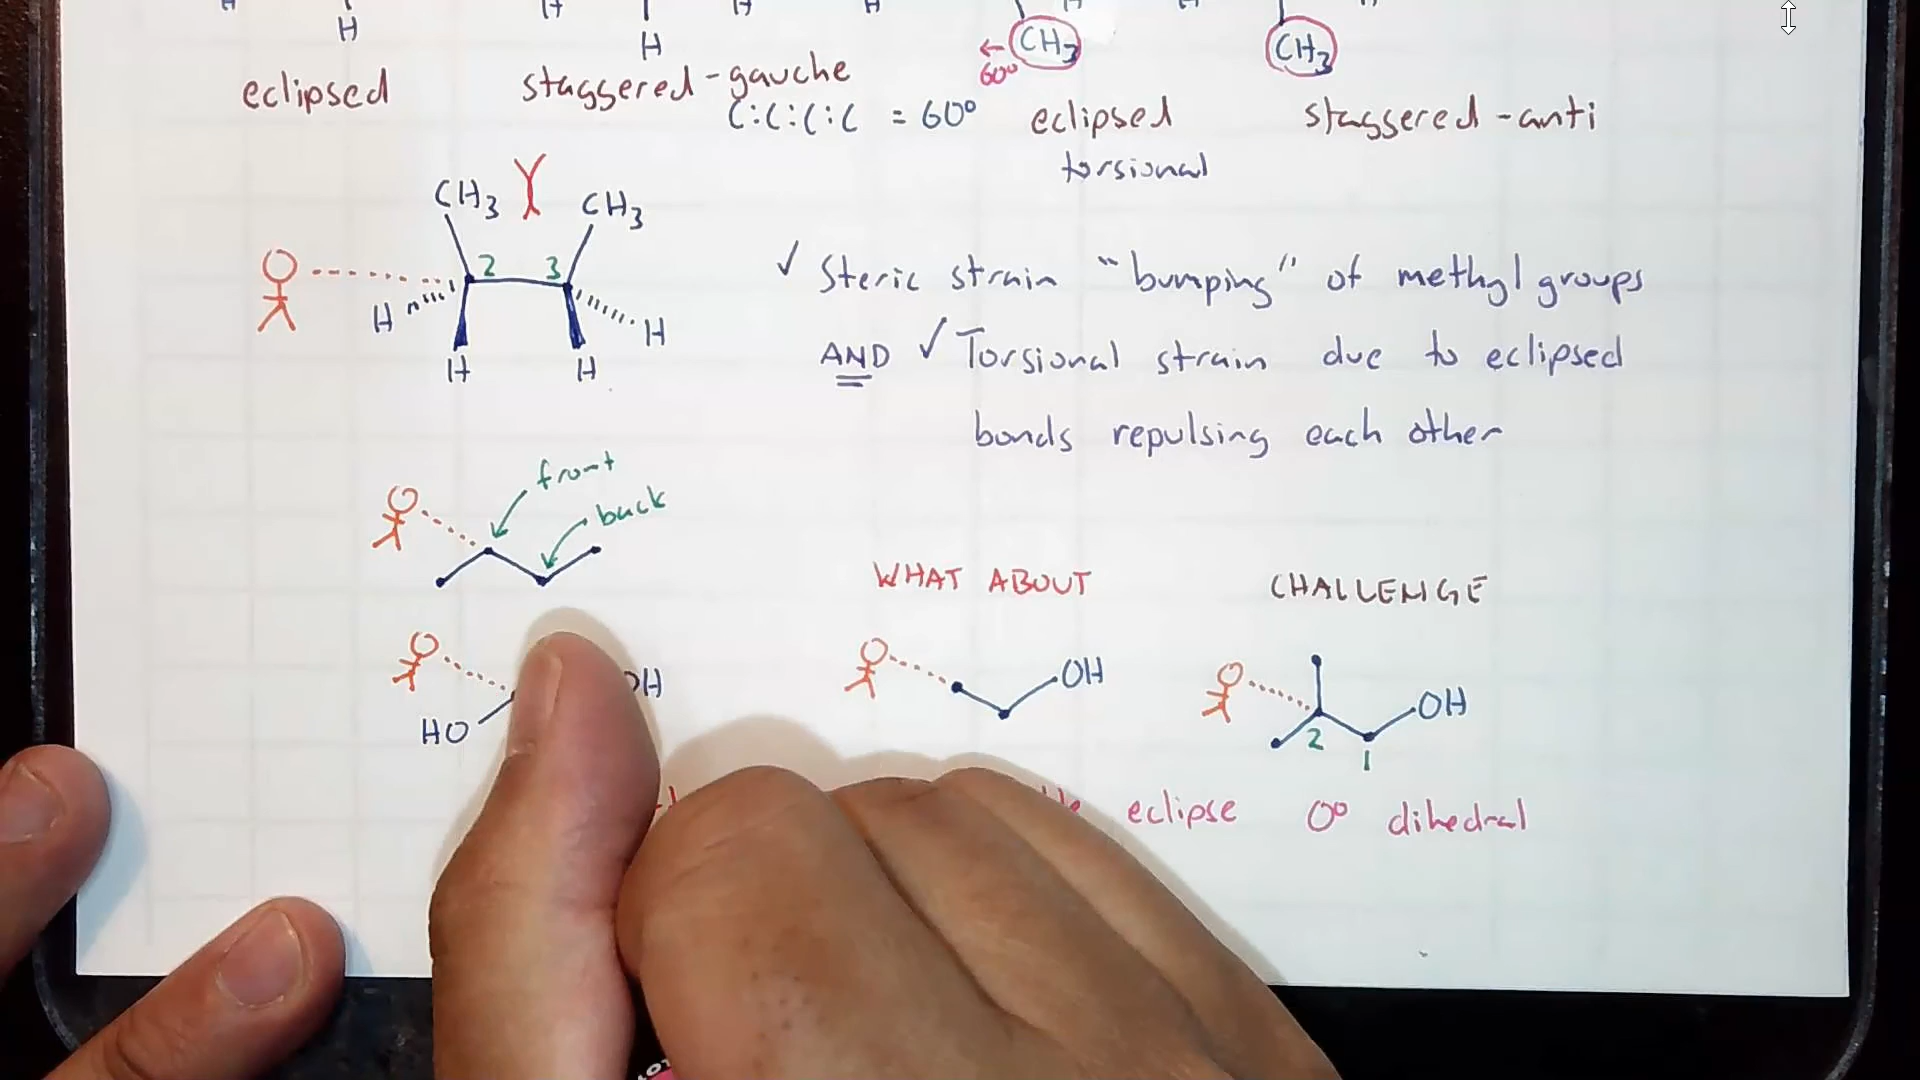 H H H H H H H
H H
CH3 CH3
60°
eclipsed staggered-gauche
C:C:C:C = 60° eclipsed staggered-anti
torsional
CH3 CH3
2 3
H H
H H
✓ Steric strain "bumping" of methyl groups
AND ✓ Torsional strain due to eclipsed
bonds repulsing each other
front
back
WHAT ABOUT CHALLENGE
HO OH OH OH
2
1
eclipse 0° dihedral